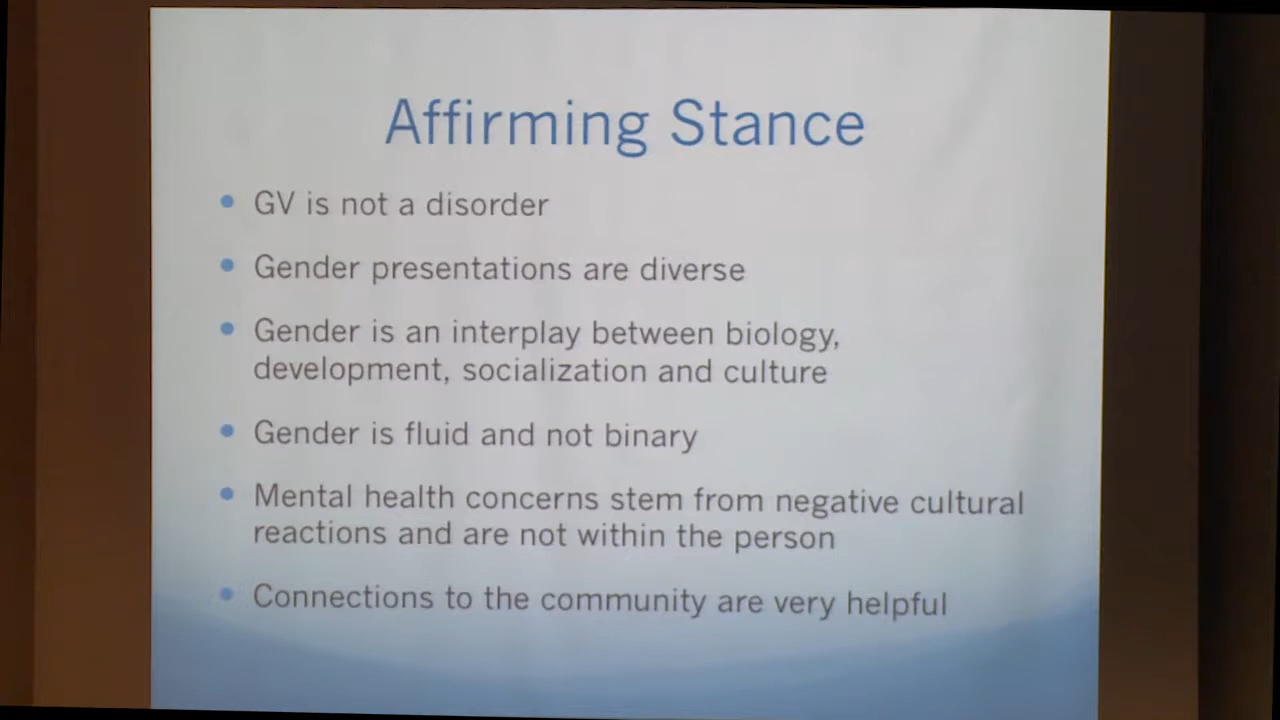 Affirming Stance
GV is not a disorder
Gender presentations are diverse
Gender is an interplay between biology,
development, socialization and culture
Gender is fluid and not binary
Mental health concerns stem from negative cultural
reactions and are not within the person
Connections to the community are very helpful